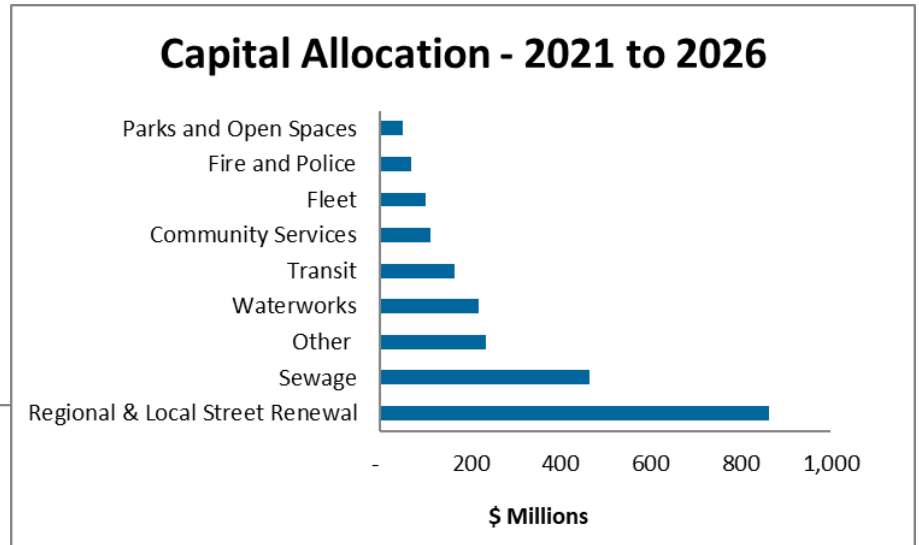 Capital Allocation - 2021 to 2026
Parks and Open Spaces
Fire and Police
Fleet
Community Services
Transit
Waterworks
Other
Sewage
Regional & Local Street Renewal
- 200 400 600 800 1,000
$ Millions